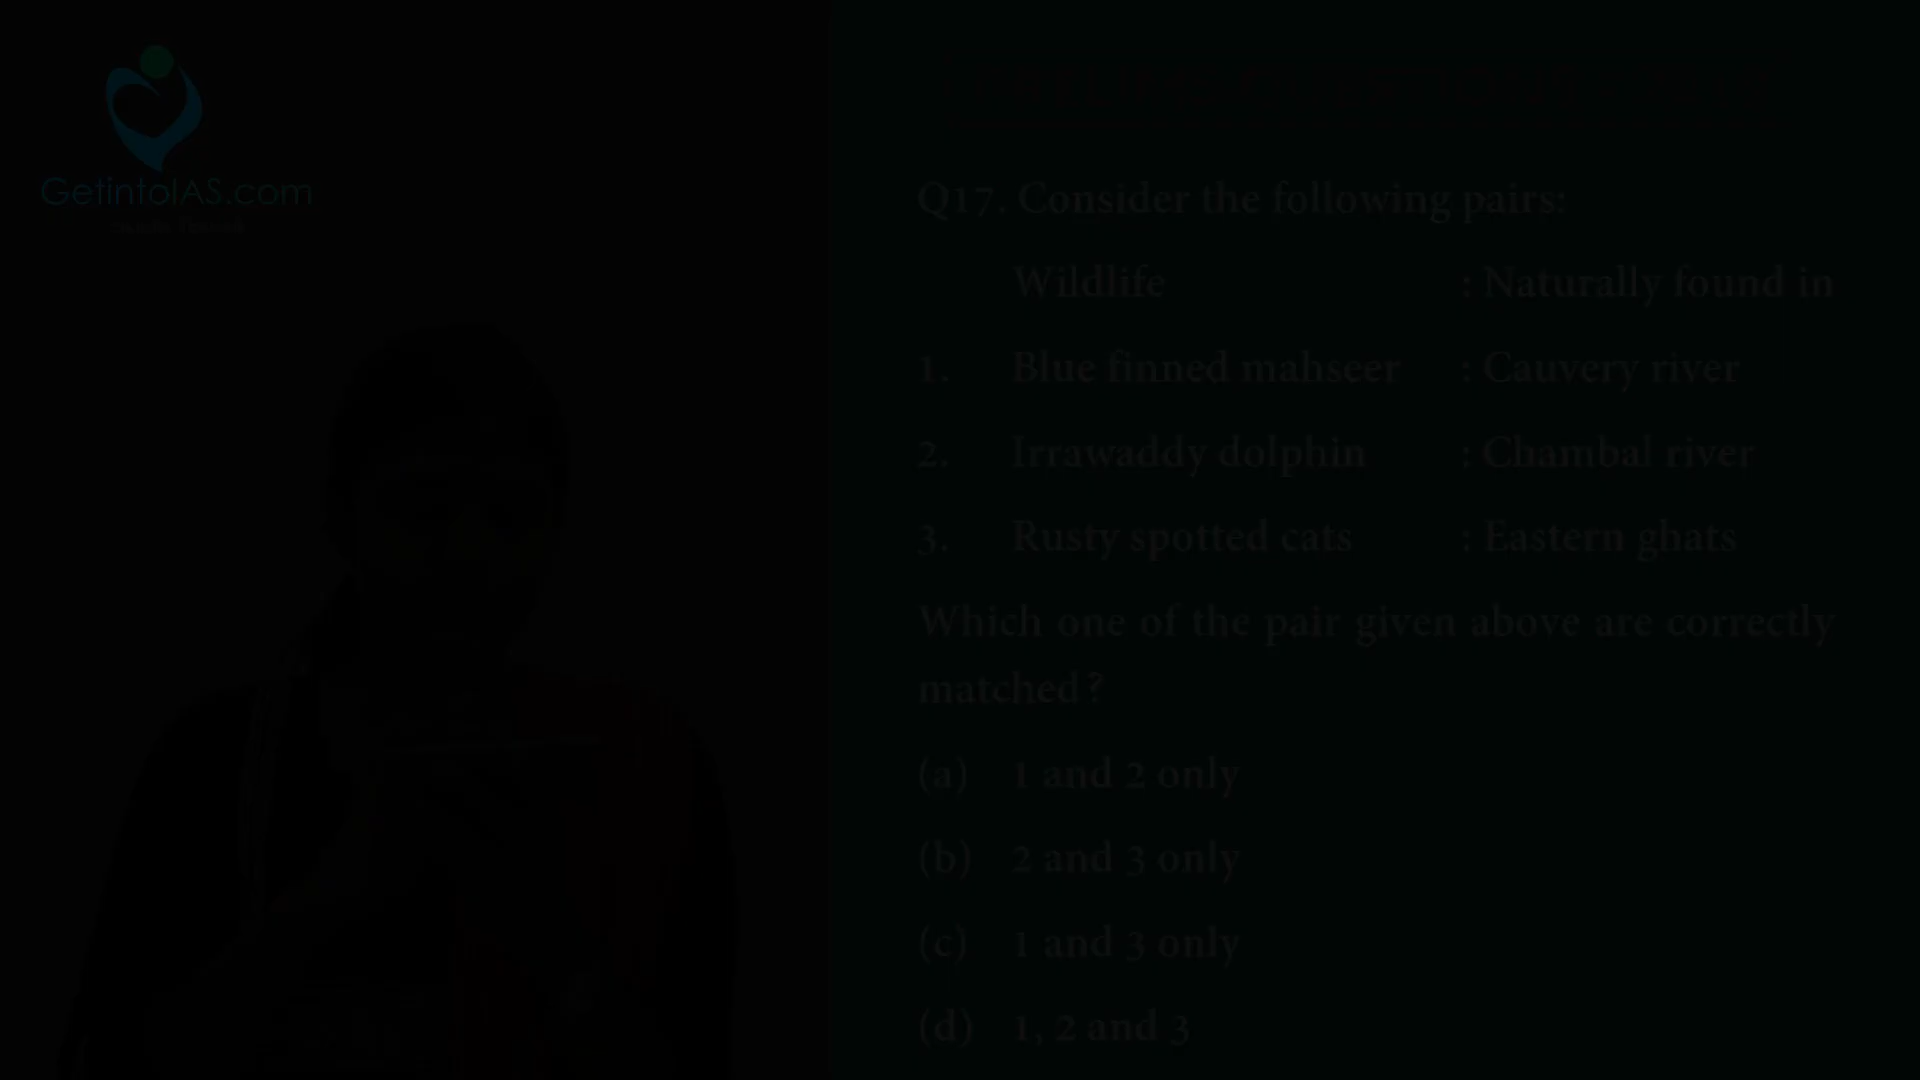 GetintoIAS.com
Q17. Consider the following pairs:
Wildlife : Naturally found in
1. Blue finned mahseer : Cauvery river
2. Irrawaddy dolphin : Chambal river
3. Rusty spotted cats : Eastern ghats
Which one of the pair given above are correctly
matched?
(a) 1 and 2 only
(b) 2 and 3 only
(c) 1 and 3 only
(d) 1, 2 and 3